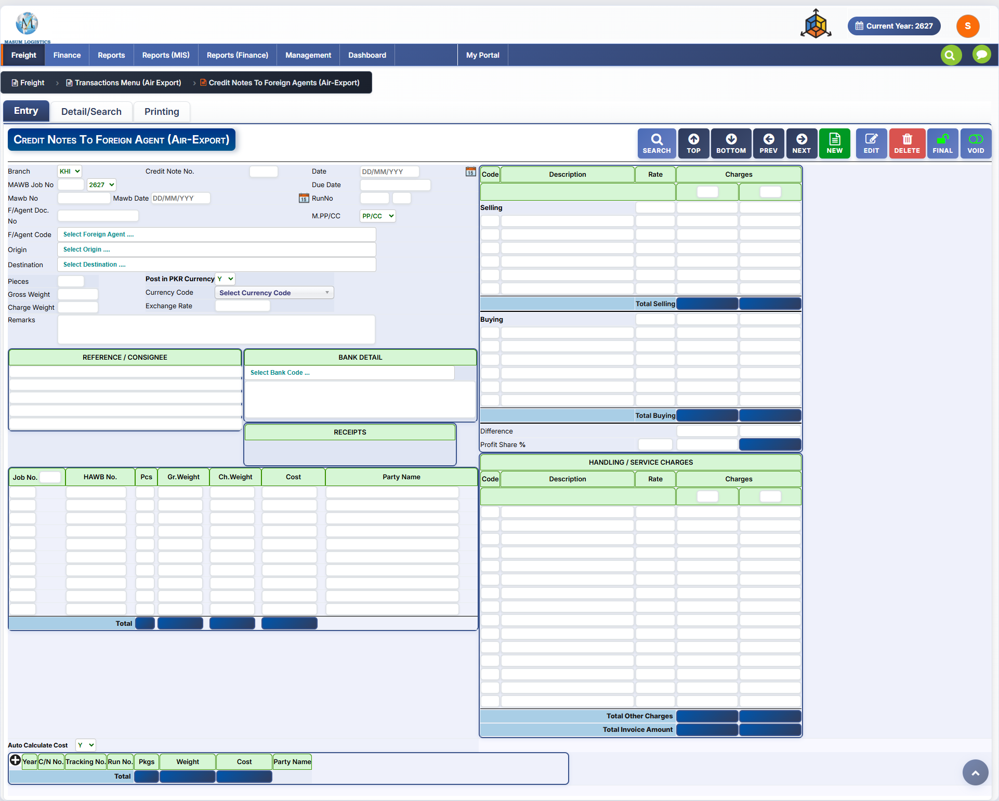 MASUM LOGISTICS
Current Year: 2627
S
Freight
Finance
Reports
Reports (MIS)
Reports (Finance)
Management
Dashboard
My Portal
Freight
Transactions Menu (Air Export)
Credit Notes To Foreign Agents (Air-Export)
Entry
Detail/Search
Printing
Credit Notes To Foreign Agent (Air-Export)
SEARCH
TOP
BOTTOM
PREV
NEXT
NEW
EDIT
DELETE
FINAL
VOID
Branch
KHI
Credit Note No.
Date
DD/MM/YYY
15
MAWB Job No
2627
Due Date
Mawb No
Mawb Date
DD/MM/YYY
15
RunNo
F/Agent Doc. No
M.PP/CC
PP/CC
F/Agent Code
Select Foreign Agent ....
Origin
Select Origin ....
Destination
Select Destination ....
Pieces
Post in PKR Currency
Y
Gross Weight
Currency Code
Select Currency Code
Charge Weight
Exchange Rate
Remarks
REFERENCE / CONSIGNEE
BANK DETAIL
Select Bank Code ...
RECEIPTS
Job No.
HAWB No.
Pcs
Gr.Weight
Ch.Weight
Cost
Party Name
Total
Code
Description
Rate
Charges
Selling
Total Selling
Buying
Total Buying
Difference
Profit Share %
HANDLING / SERVICE CHARGES
Code
Description
Rate
Charges
Total Other Charges
Total Invoice Amount
Auto Calculate Cost
Y
Year
C/N No.
Tracking No.
Run No.
Pkgs
Weight
Cost
Party Name
Total